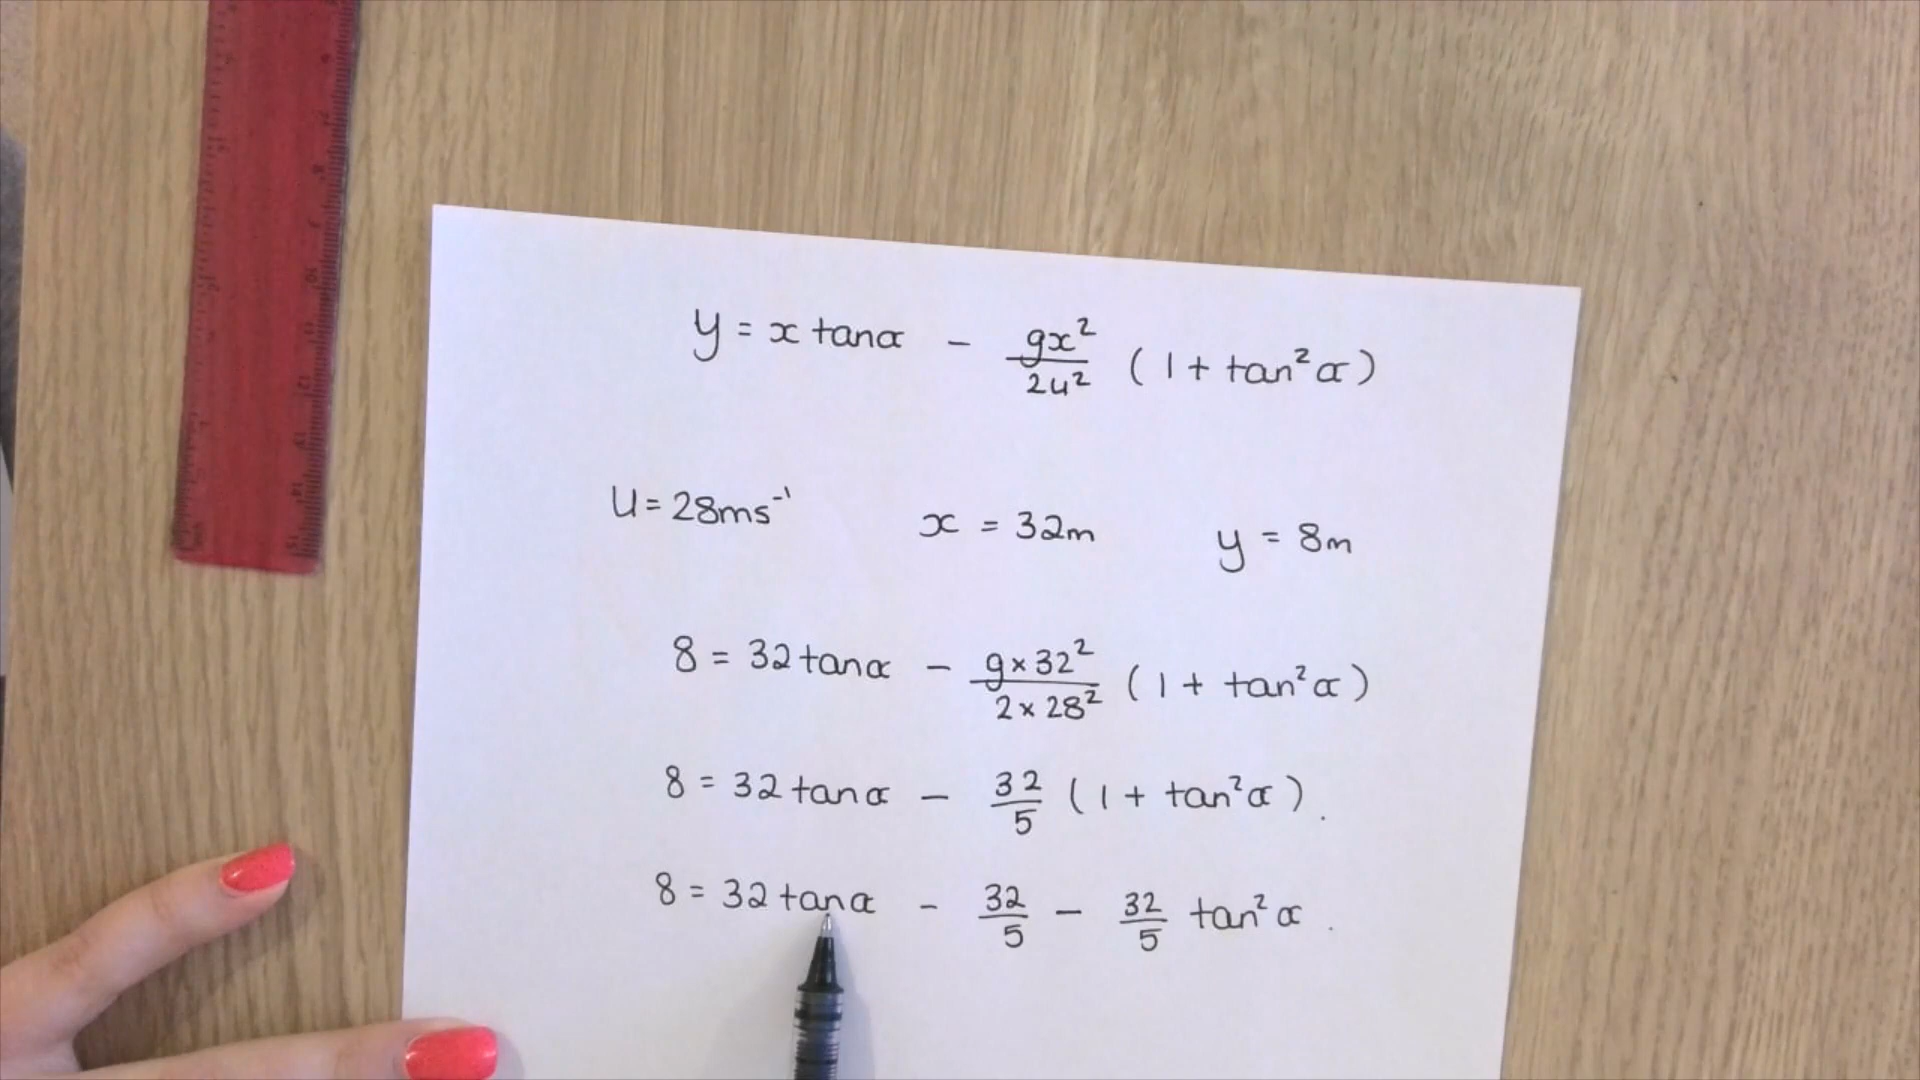 y = x tanα - gx²/2u² (1 + tan²α)
u = 28ms⁻¹ x = 32m y = 8m
8 = 32 tanα - g×32²/2×28² (1 + tan²α)
8 = 32 tanα - 32/5 (1 + tan²α).
8 = 32 tanα - 32/5 - 32/5 tan²α.